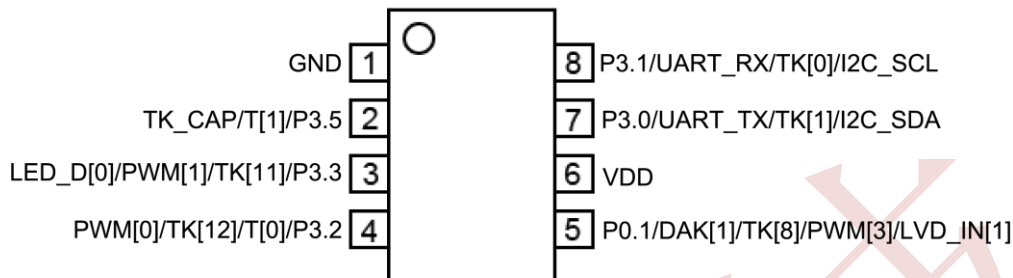 GND 1
8 P3.1/UART_RX/TK[0]/I2C_SCL
TK_CAP/T[1]/P3.5 2
7 P3.0/UART_TX/TK[1]/I2C_SDA
LED_D[0]/PWM[1]/TK[11]/P3.3 3
6 VDD
PWM[0]/TK[12]/T[0]/P3.2 4
5 P0.1/DAK[1]/TK[8]/PWM[3]/LVD_IN[1]